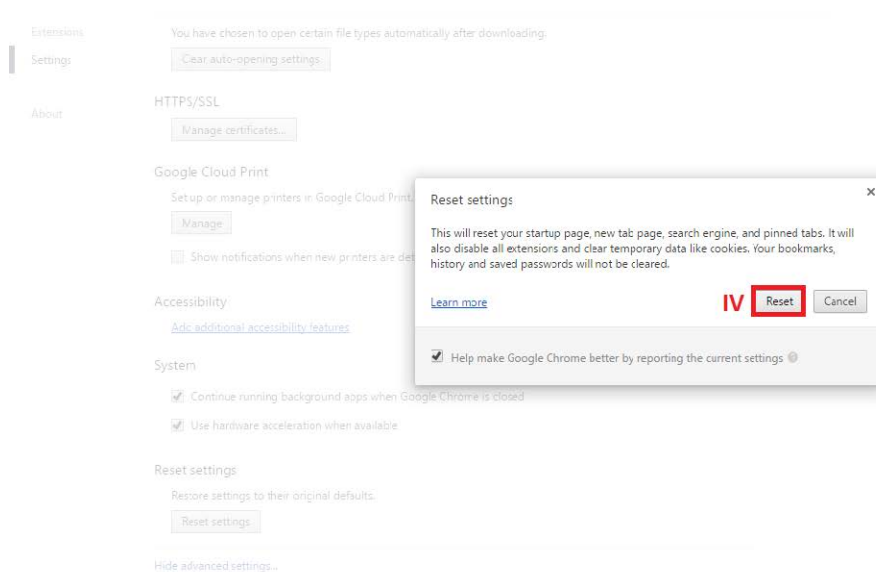 Extensions
Settings
About
You have chosen to open certain file types automatically after downloading.
Clear auto-opening settings
HTTPS/SSL
Manage certificates...
Google Cloud Print
Set up or manage printers in Google Cloud Print.
Manage
Show notifications when new printers are det
Accessibility
Add additional accessibility features
System
Continue running background apps when Google Chrome is closed
Use hardware acceleration when available
Reset settings
Restore settings to their original defaults.
Reset settings
Hide advanced settings...
Reset settings
×
This will reset your startup page, new tab page, search engine, and pinned tabs. It will
also disable all extensions and clear temporary data like cookies. Your bookmarks,
history and saved passwords will not be cleared.
Learn more
IV
Reset
Cancel
Help make Google Chrome better by reporting the current settings